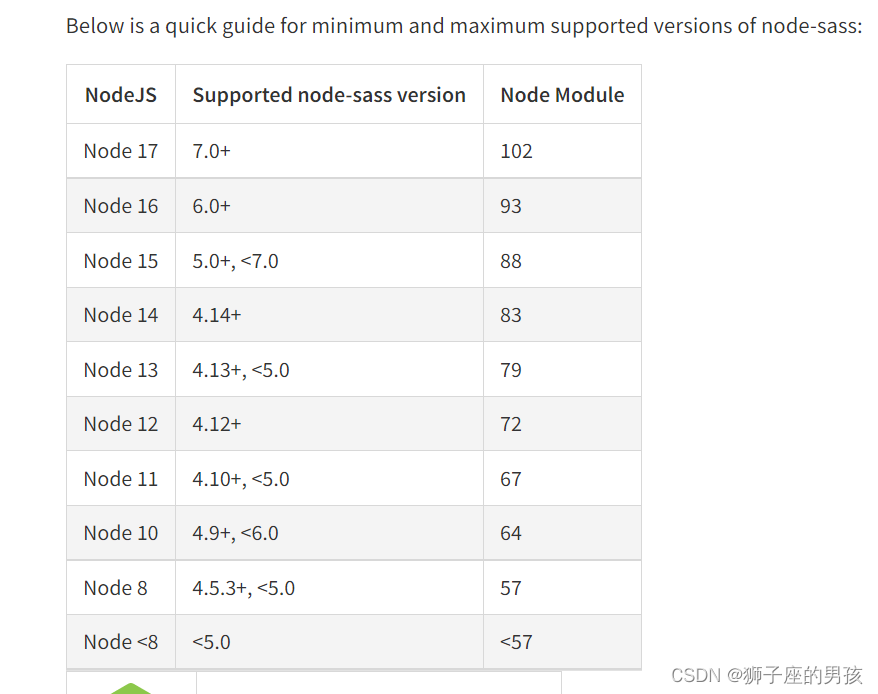 Below is a quick guide for minimum and maximum supported versions of node-sass:
NodeJS Supported node-sass version Node Module
Node 17 7.0+ 102
Node 16 6.0+ 93
Node 15 5.0+, <7.0 88
Node 14 4.14+ 83
Node 13 4.13+, <5.0 79
Node 12 4.12+ 72
Node 11 4.10+, <5.0 67
Node 10 4.9+, <6.0 64
Node 8 4.5.3+, <5.0 57
Node <8 <5.0 <57
CSDN @狮子座的男孩